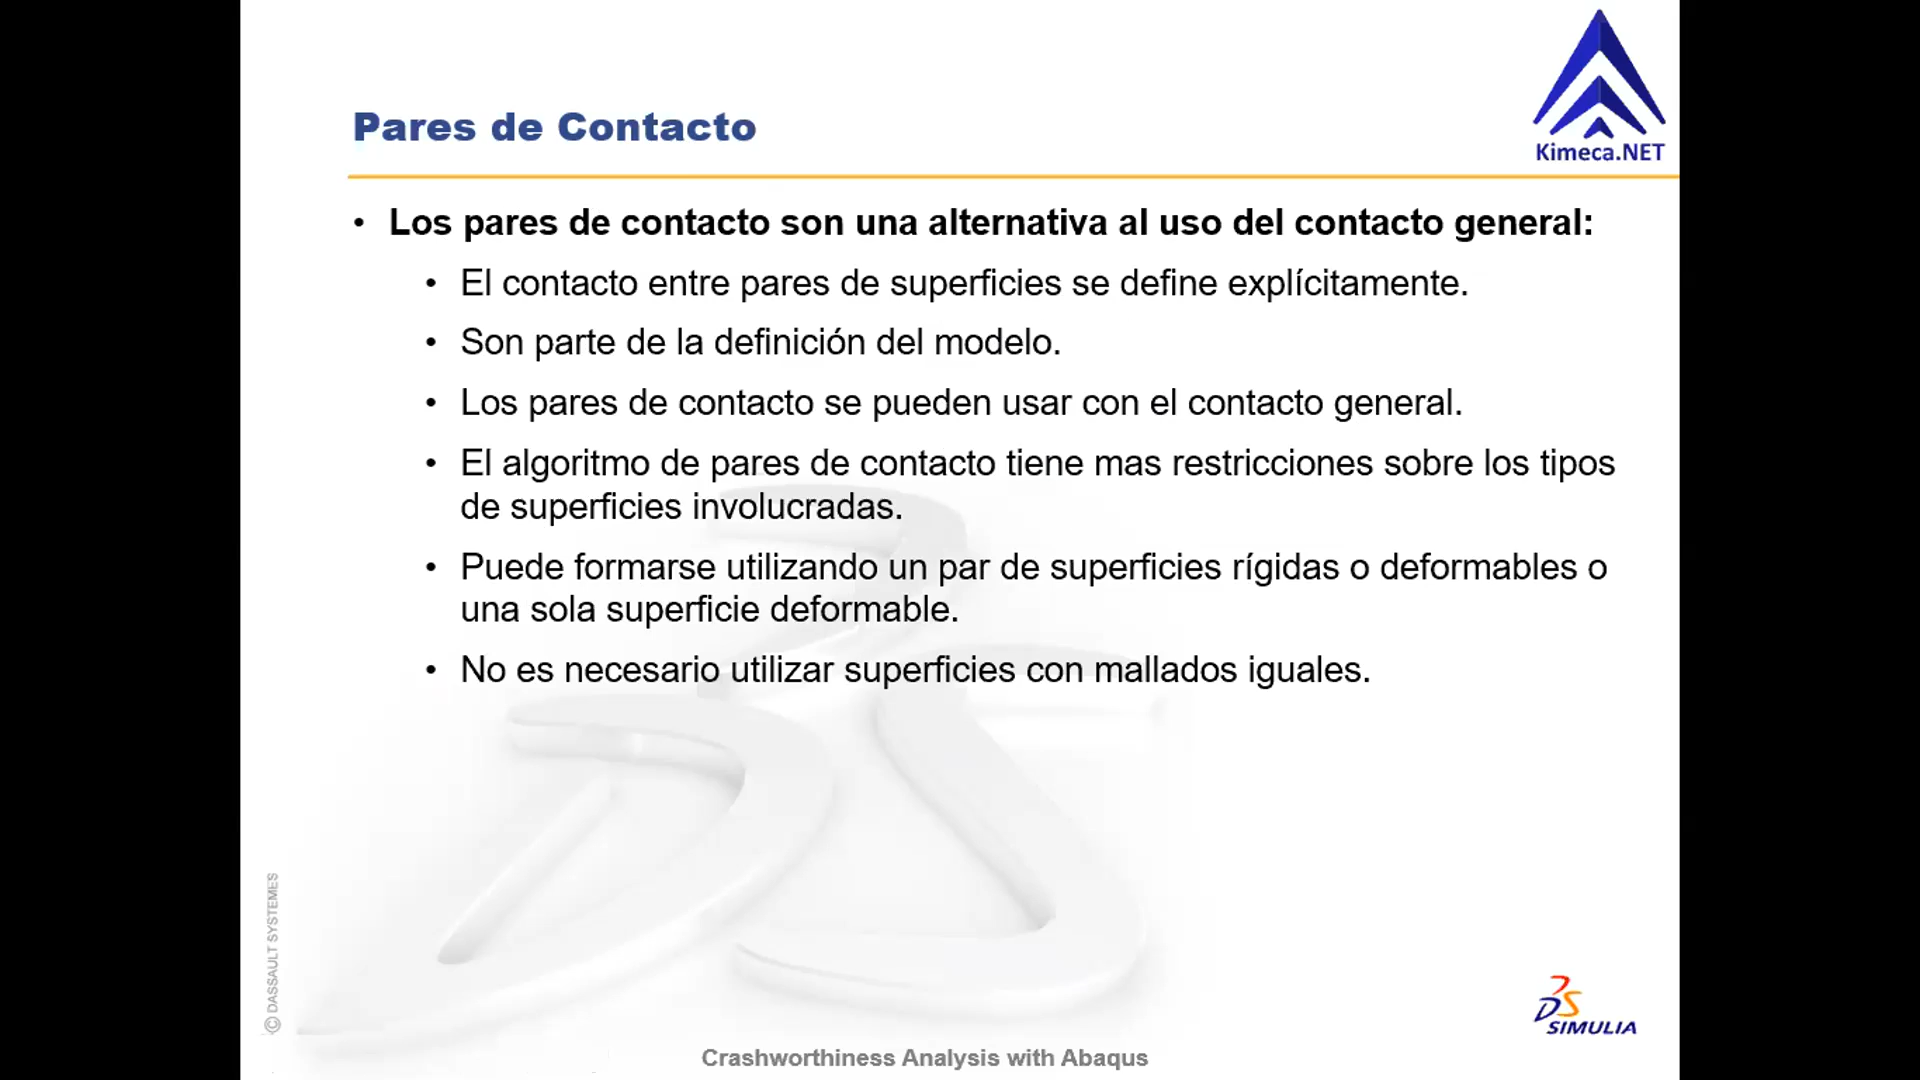 Kimeca.NET
Pares de Contacto
• Los pares de contacto son una alternativa al uso del contacto general:
• El contacto entre pares de superficies se define explícitamente.
• Son parte de la definición del modelo.
• Los pares de contacto se pueden usar con el contacto general.
• El algoritmo de pares de contacto tiene mas restricciones sobre los tipos
de superficies involucradas.
• Puede formarse utilizando un par de superficies rígidas o deformables o
una sola superficie deformable.
• No es necesario utilizar superficies con mallados iguales.
© DASSAULT SYSTEMES
DS
SIMULIA
Crashworthiness Analysis with Abaqus